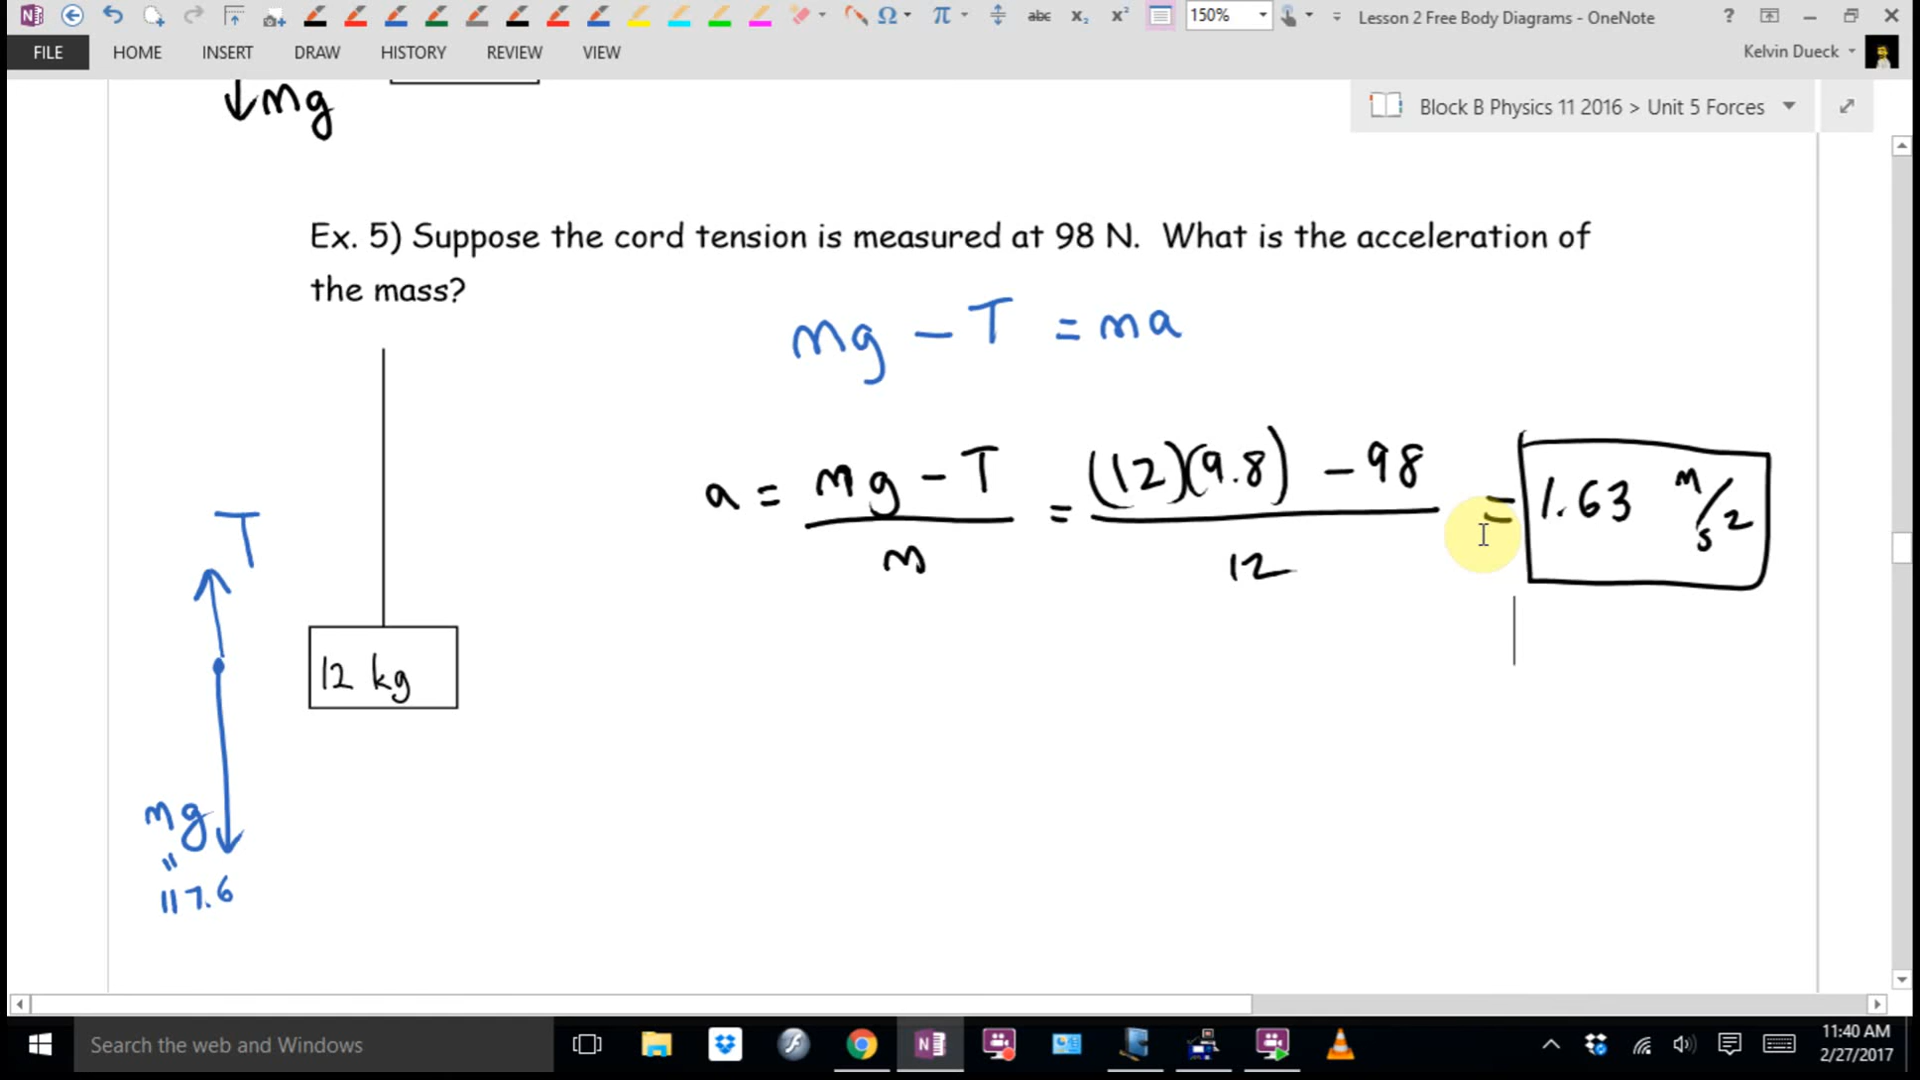 abc x₂ x² 150% Lesson 2 Free Body Diagrams - OneNote ?
FILE HOME INSERT DRAW HISTORY REVIEW VIEW Kelvin Dueck
Block B Physics 11 2016 > Unit 5 Forces
mg
Ex. 5) Suppose the cord tension is measured at 98 N. What is the acceleration of
the mass?
mg - T = ma
a = mg - T / m = (12)(9.8) - 98 / 12 = 1.63 m/s2
T
12 kg
mg
"
117.6
Search the web and Windows
11:40 AM
2/27/2017